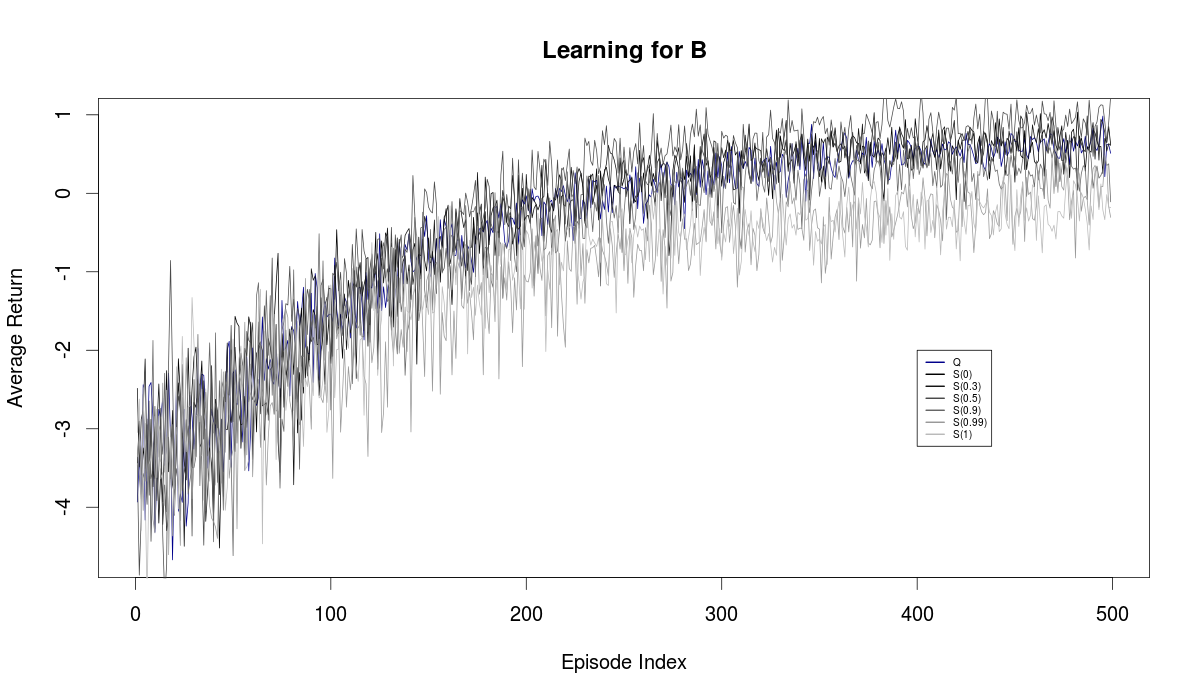 Learning for B
Average Return
1
0
-1
-2
-3
-4
Q
S(0)
S(0.3)
S(0.5)
S(0.9)
S(0.99)
S(1)
0 100 200 300 400 500
Episode Index